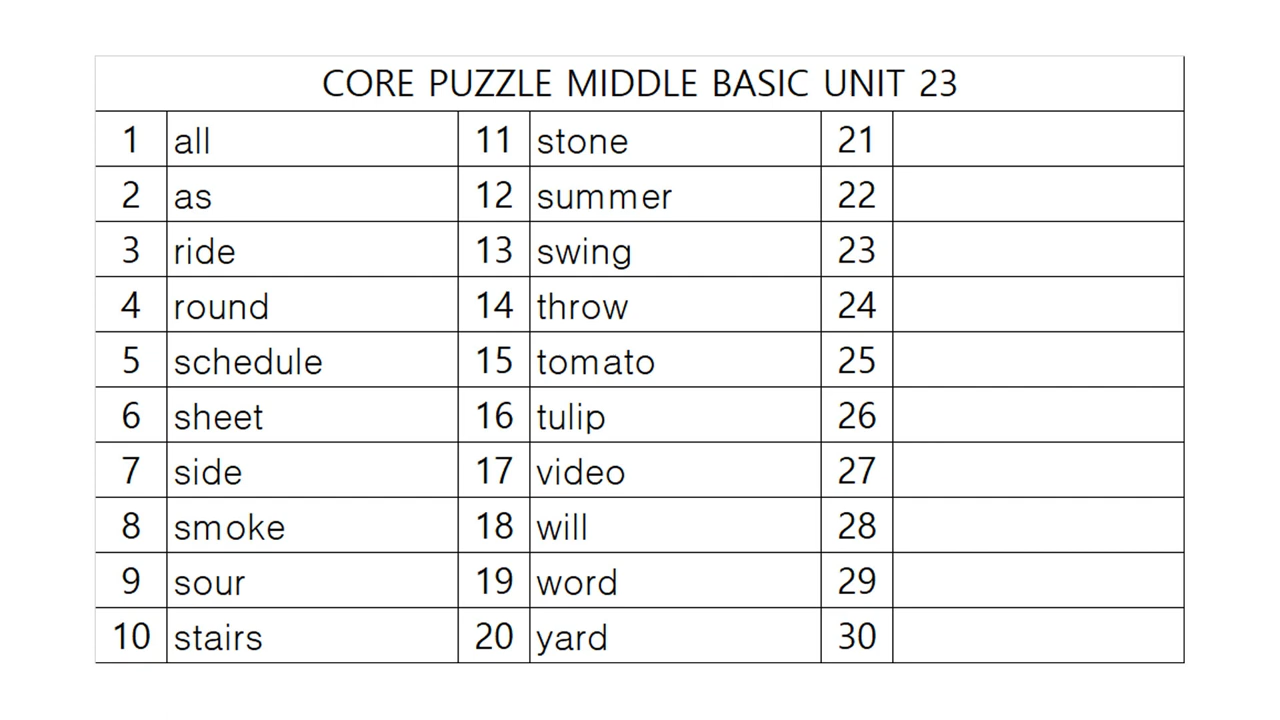 CORE PUZZLE MIDDLE BASIC UNIT 23
1 all 11 stone 21
2 as 12 summer 22
3 ride 13 swing 23
4 round 14 throw 24
5 schedule 15 tomato 25
6 sheet 16 tulip 26
7 side 17 video 27
8 smoke 18 will 28
9 sour 19 word 29
10 stairs 20 yard 30